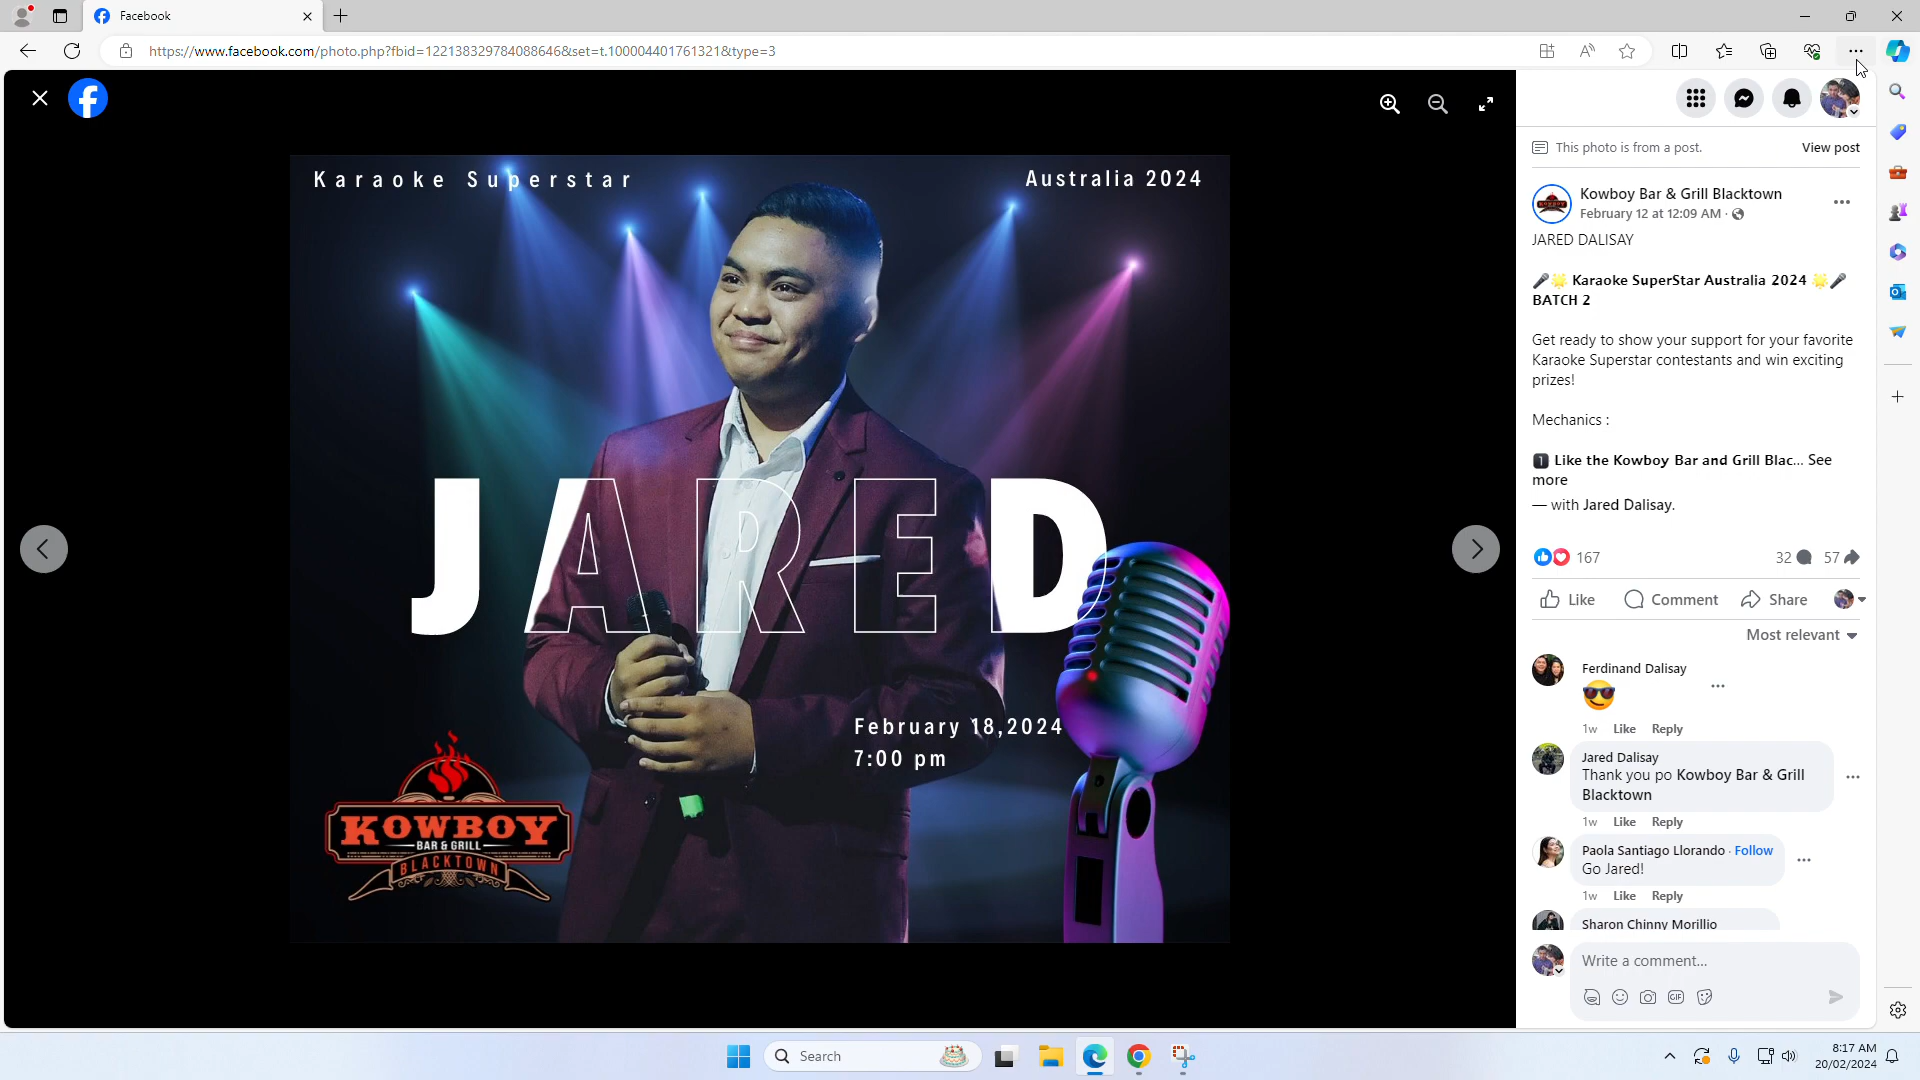 Facebook
https://www.facebook.com/photo.php?fbid=122138329784088646&set=t.100004401761321&type=3
Karaoke Superstar
Australia 2024
JARED
February 18,2024
7:00 pm
KOWBOY
BAR & GRILL
BLACKTOWN
This photo is from a post.
View post
Kowboy Bar & Grill Blacktown
February 12 at 12:09 AM ·
JARED DALISAY
🎤🌟 Karaoke SuperStar Australia 2024 🌟🎤
BATCH 2
Get ready to show your support for your favorite
Karaoke Superstar contestants and win exciting
prizes!
Mechanics :
1️⃣ Like the Kowboy Bar and Grill Blac... See
more
— with Jared Dalisay.
167
32
57
Like
Comment
Share
Most relevant
Ferdinand Dalisay
😎
1w Like Reply
Jared Dalisay
Thank you po Kowboy Bar & Grill
Blacktown
1w Like Reply
Paola Santiago Llorando · Follow
Go Jared!
1w Like Reply
Sharon Chinny Morillio
Write a comment...
GIF
Search
8:17 AM
20/02/2024